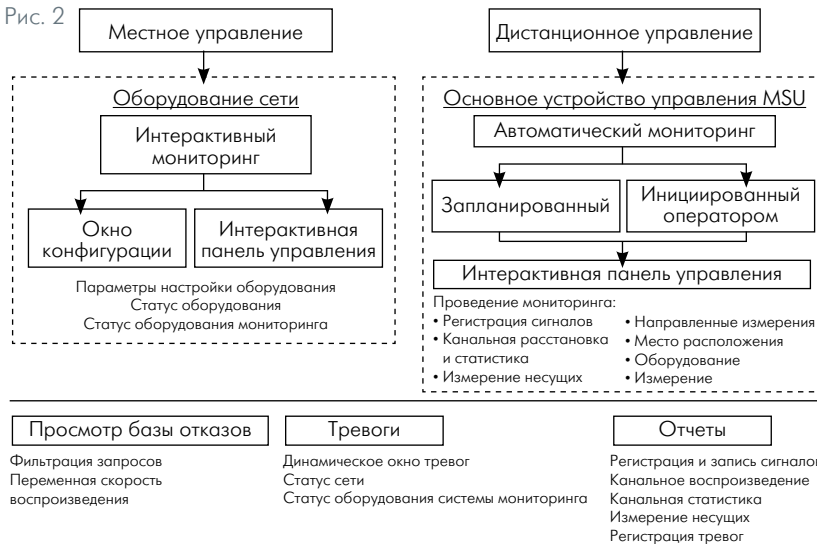 Рис. 2
Местное управление
Оборудование сети
Интерактивный
мониторинг
Окно
конфигурации
Интерактивная
панель управления
Параметры настройки оборудования
Статус оборудования
Статус оборудования мониторинга
Дистанционное управление
Основное устройство управления MSU
Автоматический мониторинг
Запланированный
Инициированный
оператором
Интерактивная панель управления
Проведение мониторинга:
• Регистрация сигналов
• Канальная расстановка
и статистика
• Измерение несущих
• Направленные измерения
• Место расположения
• Оборудование
• Измерение
Просмотр базы отказов
Фильтрация запросов
Переменная скорость
воспроизведения
Тревоги
Динамическое окно тревог
Статус сети
Статус оборудования системы мониторинга
Отчеты
Регистрация и запись сигналов
Канальное воспроизведение
Канальная статистика
Измерение несущих
Регистрация тревог